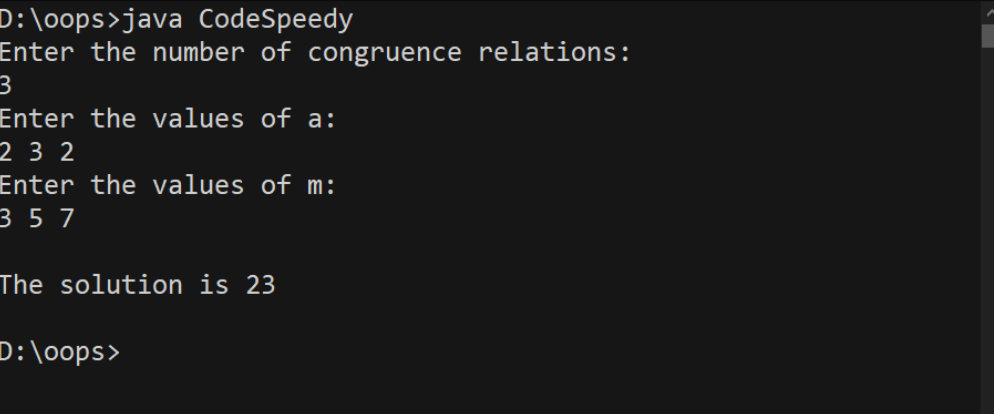 D:\oops>java CodeSpeedy
Enter the number of congruence relations:
3
Enter the values of a:
2 3 2
Enter the values of m:
3 5 7
The solution is 23
D:\oops>